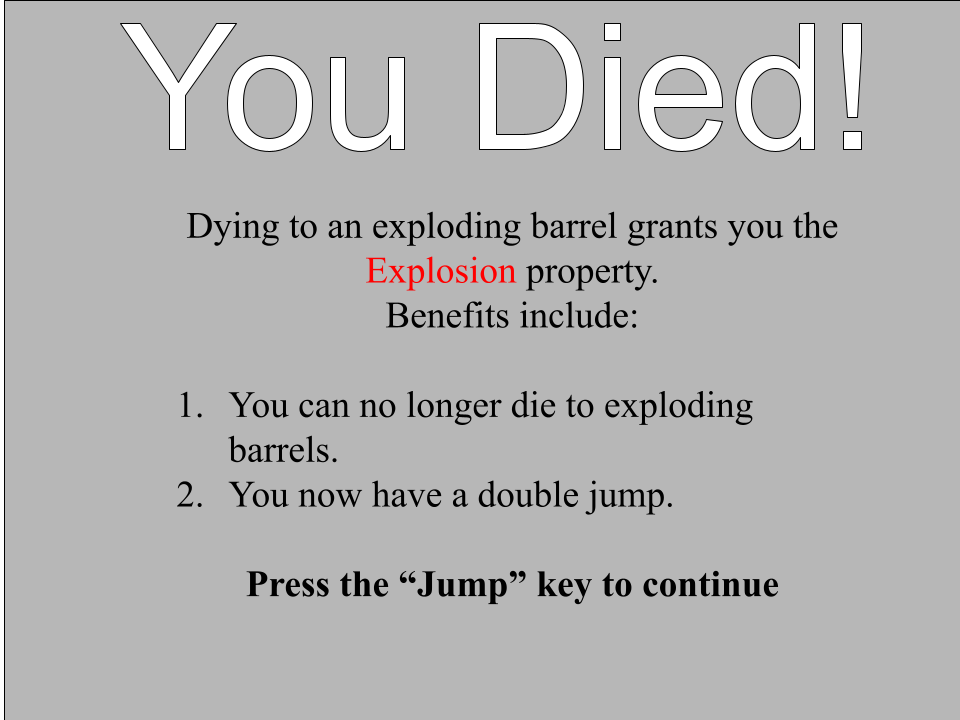 You Died!
Dying to an exploding barrel grants you the
Explosion property.
Benefits include:
1. You can no longer die to exploding
barrels.
2. You now have a double jump.
Press the “Jump” key to continue